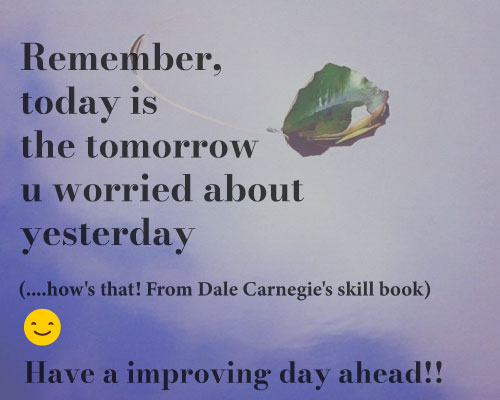 Remember,
today is
the tomorrow
u worried about
yesterday
(....how's that! From Dale Carnegie's skill book)
Have a improving day ahead!!